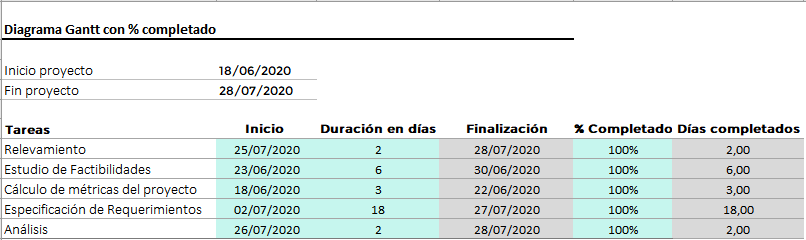 Diagrama Gantt con % completado
Inicio proyecto 18/06/2020
Fin proyecto 28/07/2020
Tareas Inicio Duración en días Finalización % Completado Días completados
Relevamiento 25/07/2020 2 28/07/2020 100% 2,00
Estudio de Factibilidades 23/06/2020 6 30/06/2020 100% 6,00
Cálculo de métricas del proyecto 18/06/2020 3 22/06/2020 100% 3,00
Especificación de Requerimientos 02/07/2020 18 27/07/2020 100% 18,00
Análisis 26/07/2020 2 28/07/2020 100% 2,00